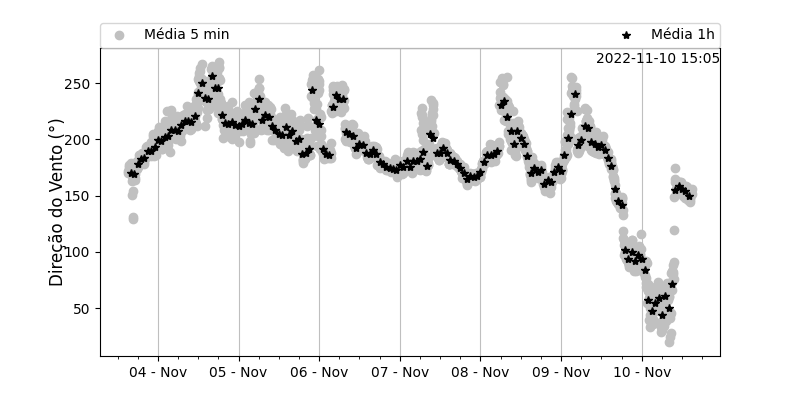 Média 5 min
Média 1h
2022-11-10 15:05
Direção do Vento (°)
250
200
150
100
50
04 - Nov
05 - Nov
06 - Nov
07 - Nov
08 - Nov
09 - Nov
10 - Nov